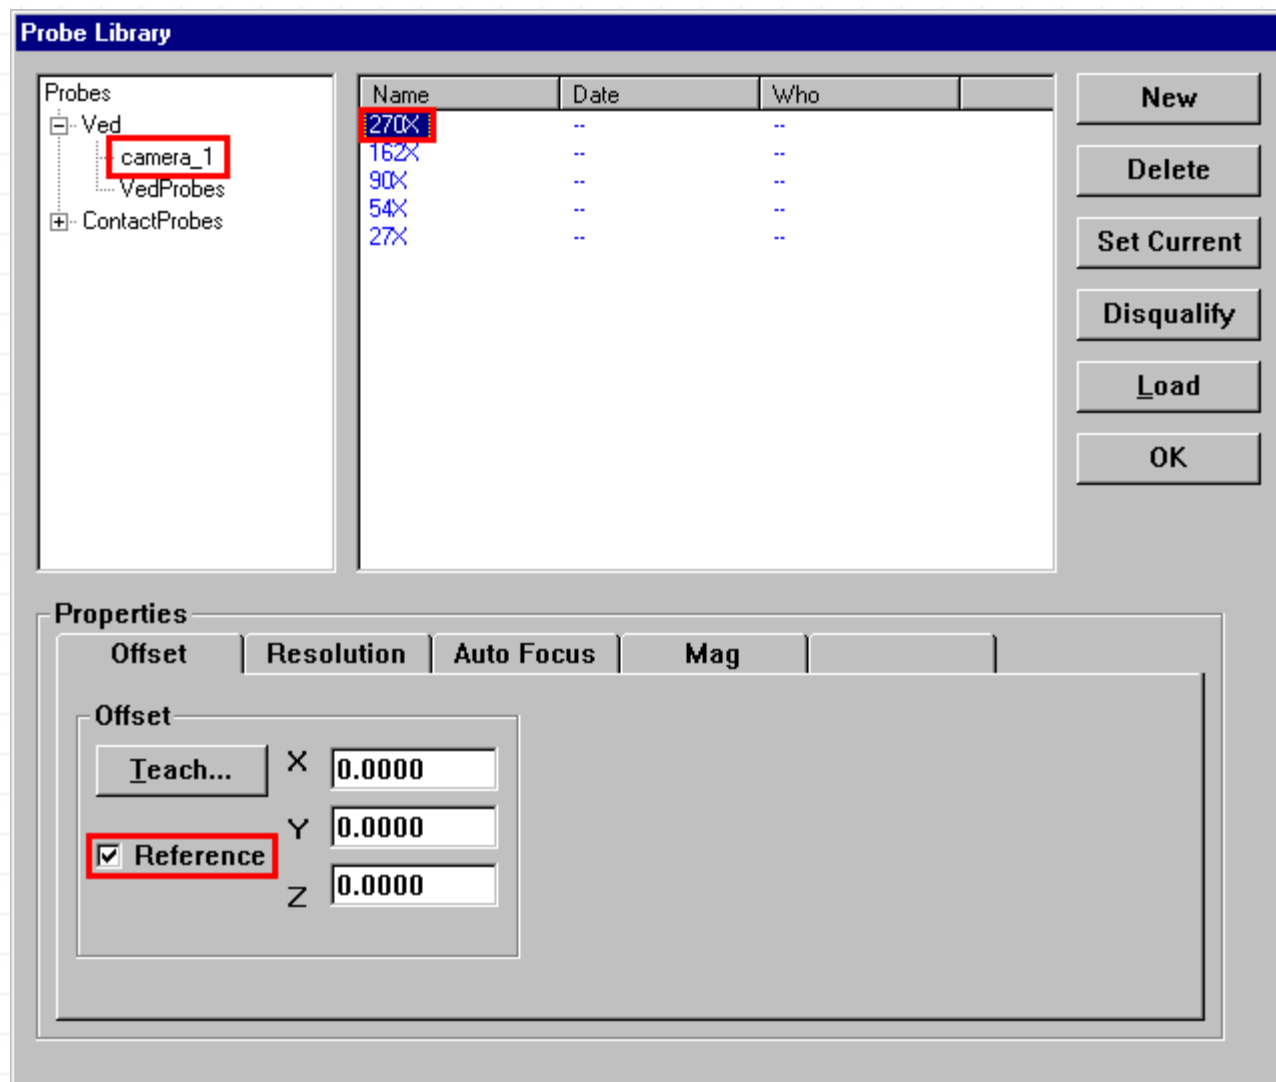 Probe Library
Probes
Ved
camera_1
VedProbes
ContactProbes
Name Date Who
270X -- --
162X -- --
90X -- --
54X -- --
27X -- --
New
Delete
Set Current
Disqualify
Load
OK
Properties
Offset Resolution Auto Focus Mag
Offset
Teach... X 0.0000
Y 0.0000
Reference
Z 0.0000